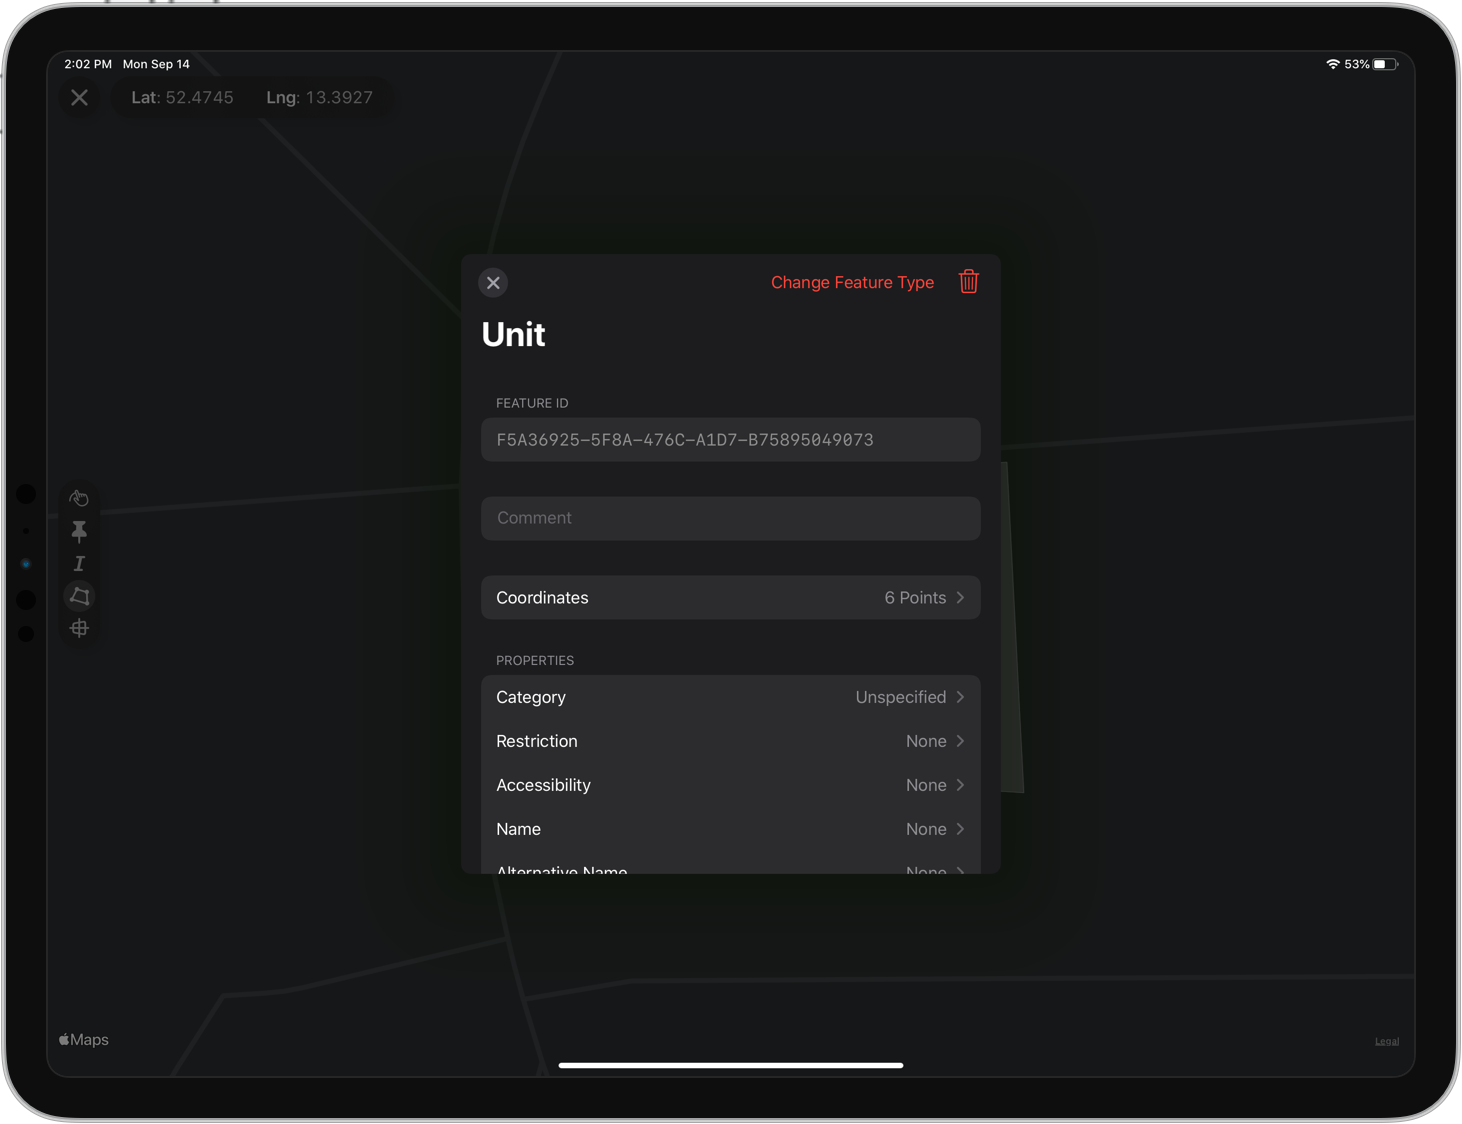 2:02 PM Mon Sep 14
53%
Lat: 52.4745 Lng: 13.3927
Change Feature Type
Unit
FEATURE ID
F5A36925-5F8A-476C-A1D7-B75895049073
Comment
Coordinates 6 Points
PROPERTIES
Category Unspecified
Restriction None
Accessibility None
Name None
Alternative Name None
Maps
Legal